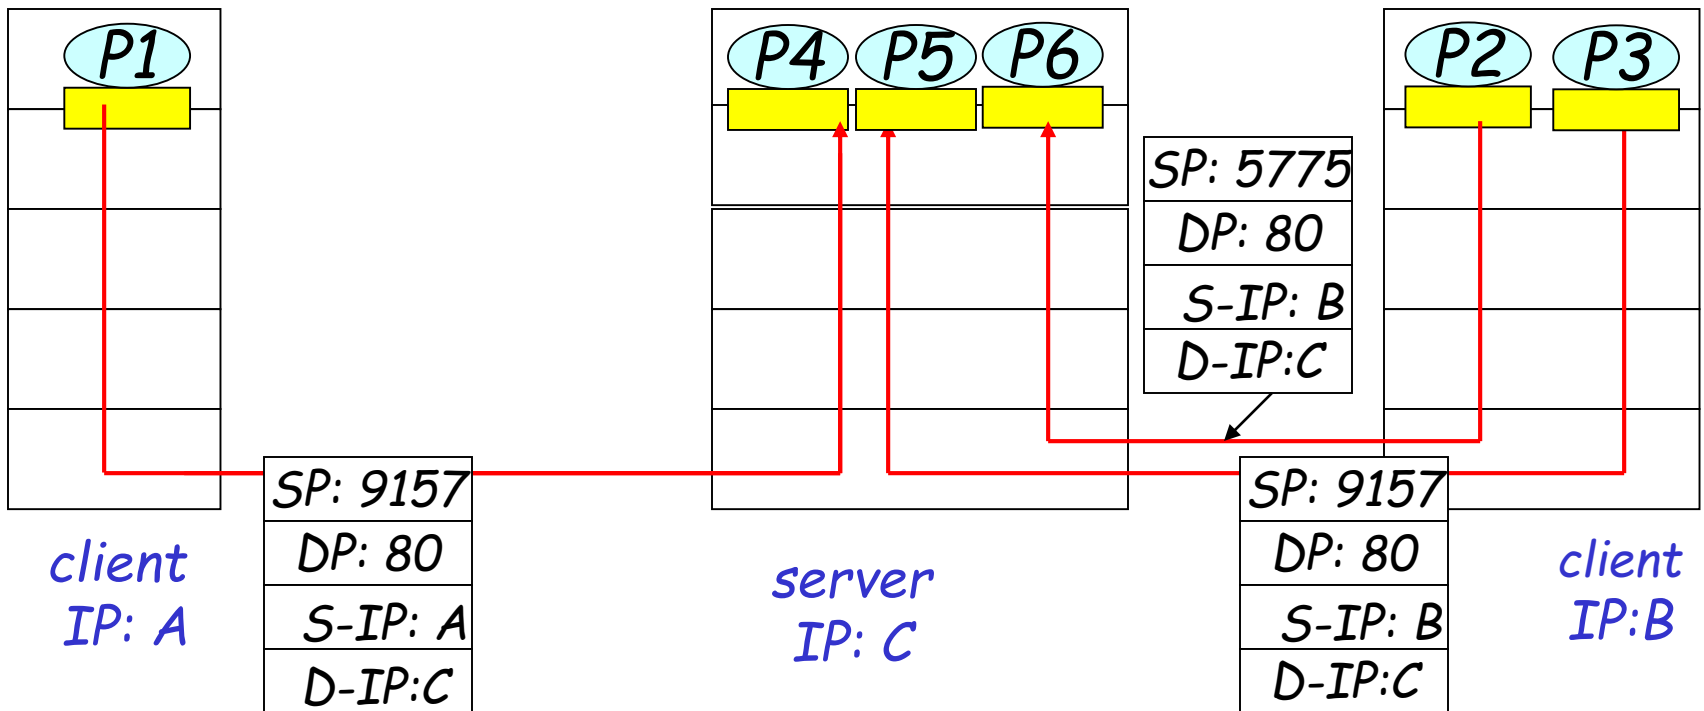 P1
P4
P5
P6
P2
P3
SP: 5775
DP: 80
S-IP: B
D-IP:C
SP: 9157
DP: 80
S-IP: A
D-IP:C
SP: 9157
DP: 80
S-IP: B
D-IP:C
client
IP: A
server
IP: C
client
IP:B